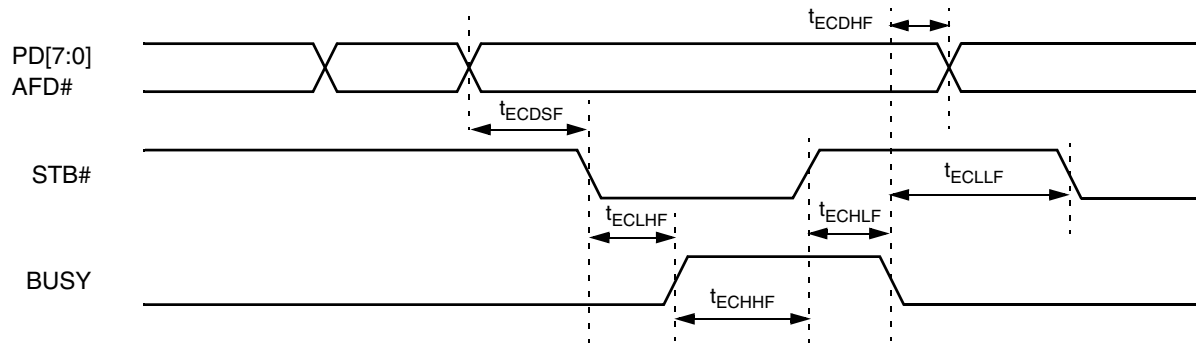 tECDHF
PD[7:0]
AFD#
tECDSF
STB#
tECLLF
tECLHF
tECHLF
BUSY
tECHHF